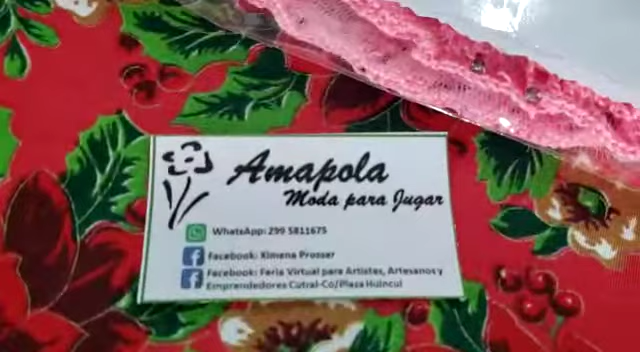 Amapola
Moda para Jugar
WhatsApp: 299 5811675
Facebook: Ximena Prosser
Facebook: Feria Virtual para Artistas, Artesanos y
Emprendedores Cutral-Co/Plaza Huincul